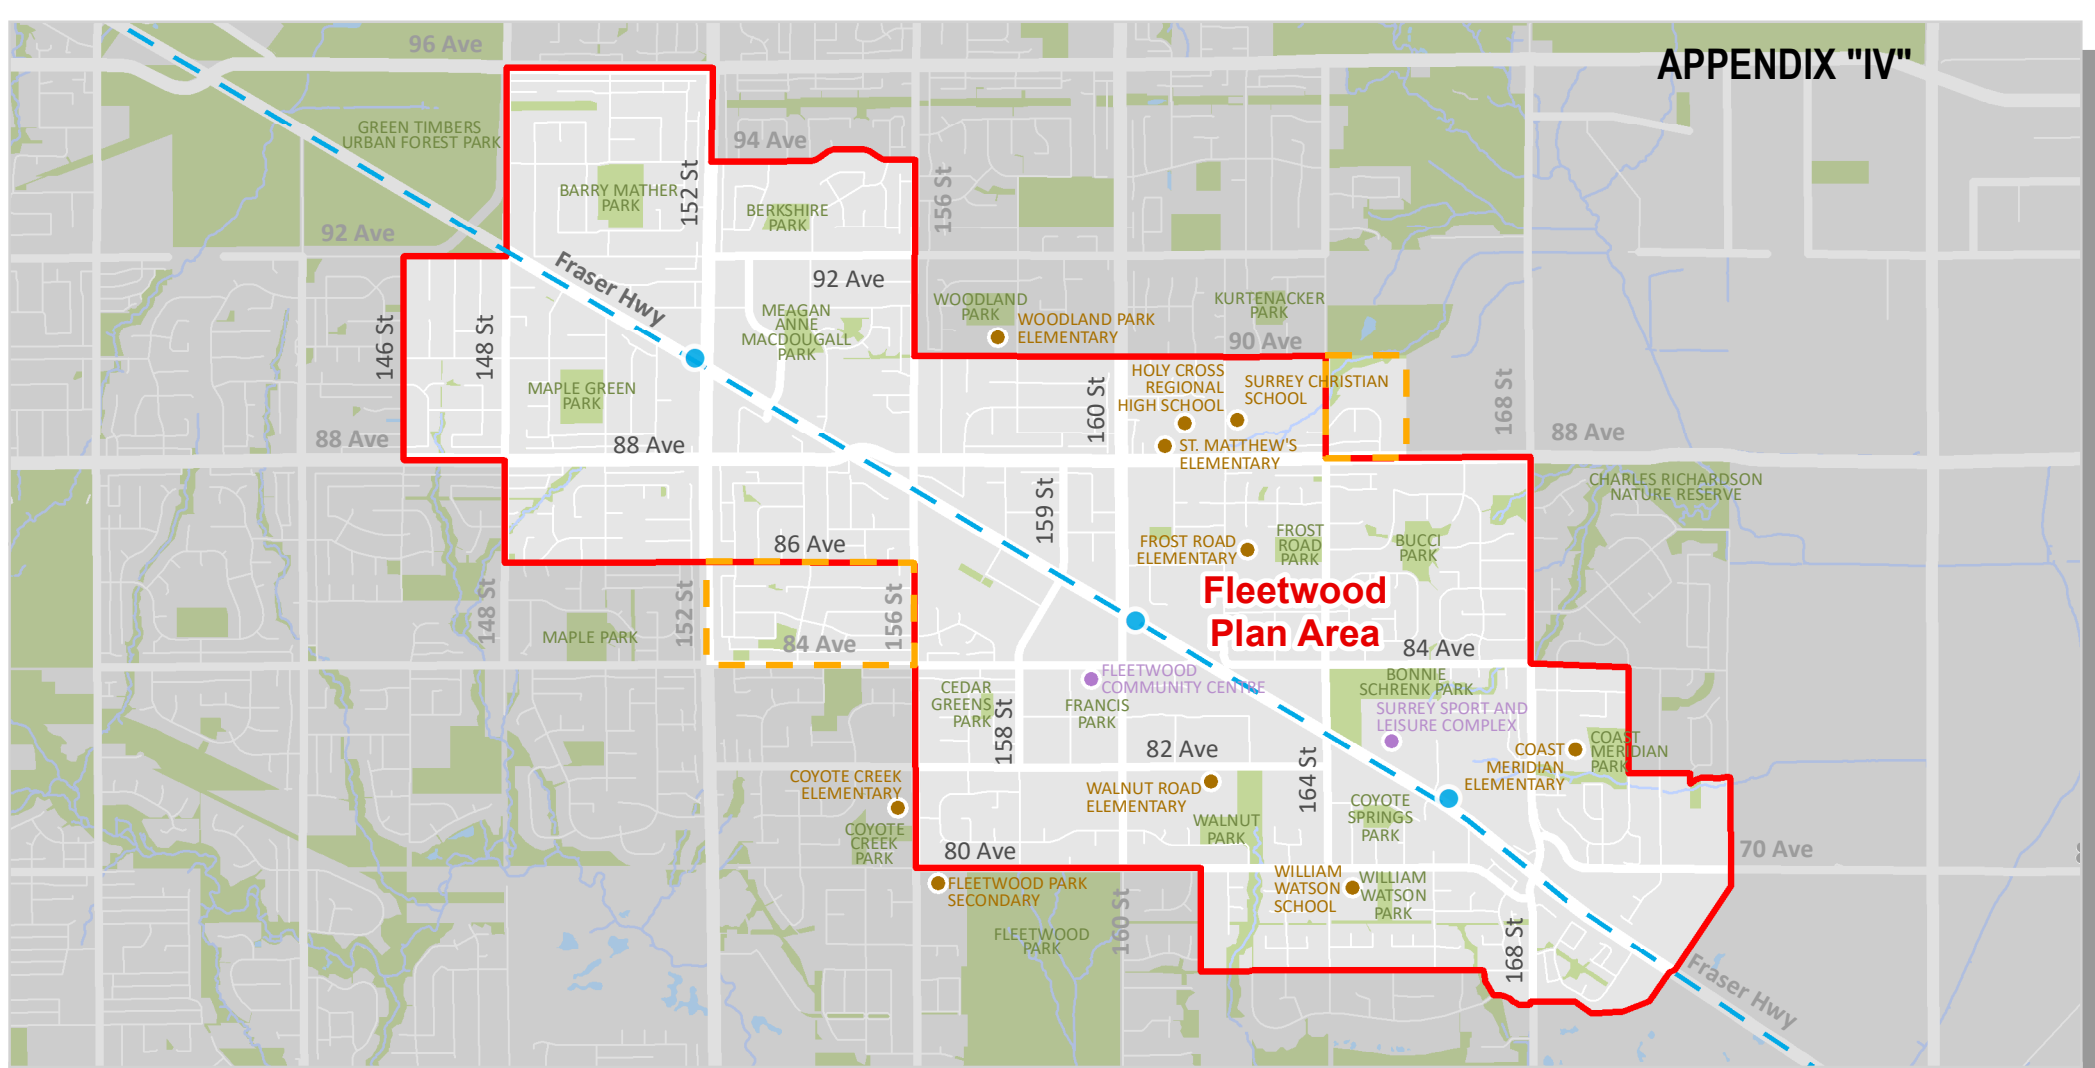 96 Ave
APPENDIX "IV"
GREEN TIMBERS
URBAN FOREST PARK
94 Ave
152 St
156 St
BARRY MATHER
PARK
BERKSHIRE
PARK
92 Ave
Fraser Hwy
92 Ave
146 St
148 St
MEAGAN
ANNE
MACDOUGALL
PARK
WOODLAND
PARK
WOODLAND PARK
ELEMENTARY
KURTENACKER
PARK
90 Ave
MAPLE GREEN
PARK
160 St
HOLY CROSS
REGIONAL
HIGH SCHOOL
SURREY CHRISTIAN
SCHOOL
168 St
88 Ave
88 Ave
88 Ave
ST. MATTHEW'S
ELEMENTARY
CHARLES RICHARDSON
NATURE RESERVE
159 St
86 Ave
FROST ROAD
ELEMENTARY
FROST
ROAD
PARK
BUCCI
PARK
Fleetwood
Plan Area
148 St
152 St
156 St
MAPLE PARK
84 Ave
84 Ave
FLEETWOOD
COMMUNITY CENTRE
BONNIE
SCHRENK PARK
CEDAR
GREENS
PARK
158 St
FRANCIS
PARK
SURREY SPORT AND
LEISURE COMPLEX
82 Ave
164 St
COAST
MERIDIAN
ELEMENTARY
COAST
MERIDIAN
PARK
COYOTE CREEK
ELEMENTARY
WALNUT ROAD
ELEMENTARY
COYOTE
SPRINGS
PARK
COYOTE
CREEK
PARK
WALNUT
PARK
80 Ave
70 Ave
FLEETWOOD PARK
SECONDARY
WILLIAM
WATSON
SCHOOL
WILLIAM
WATSON
PARK
FLEETWOOD
PARK
160 St
168 St
Fraser Hwy